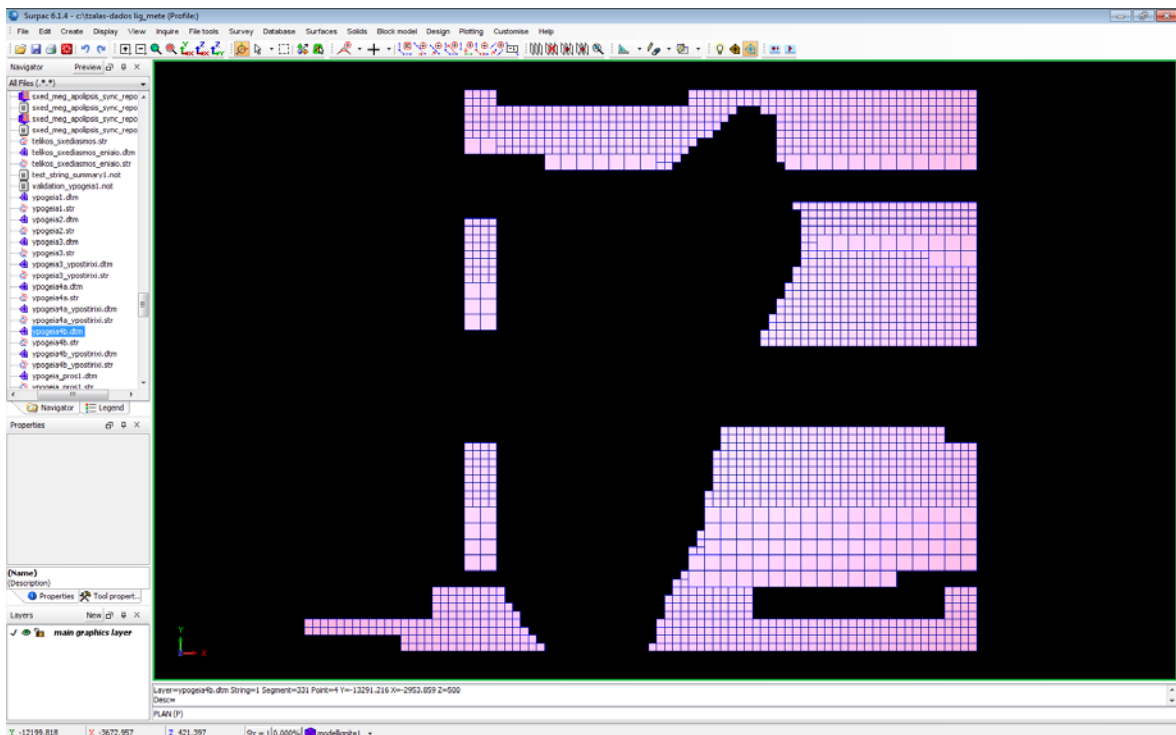 Surpac 6.1.4 - c:\tzalas-dados lig_mete (Profile:)
File Edit Create Display View Inquire File tools Survey Database Surfaces Solids Block model Design Plotting Customise Help
Navigator Preview
All Files (.*.*)
sxed_meg_apolipsis_sync_repo
sxed_meg_apolipsis_sync_repo
sxed_meg_apolipsis_sync_repo
sxed_meg_apolipsis_sync_repo
telikos_sxediasmos.str
telikos_sxediasmos_eniaio.dtm
telikos_sxediasmos_eniaio.str
test_string_summary1.not
validation_ypogeia1.not
ypogeia1.dtm
ypogeia1.str
ypogeia2.dtm
ypogeia2.str
ypogeia3.dtm
ypogeia3.str
ypogeia3_ypostirixi.dtm
ypogeia3_ypostirixi.str
ypogeia4a.dtm
ypogeia4a.str
ypogeia4a_ypostirixi.dtm
ypogeia4a_ypostirixi.str
ypogeia4b.dtm
ypogeia4b.str
ypogeia4b_ypostirixi.dtm
ypogeia4b_ypostirixi.str
ypogeia_pros1.dtm
ypogeia_pros1.str
Navigator Legend
Properties
(Name)
(Description)
Properties Tool propert...
Layers New
main graphics layer
Y
X
Layer=ypogeia4b.dtm String=1 Segment=331 Point=4 Y=-13291.216 X=-2953.859 Z=500
Desc=
PLAN (P)
Y -12199.818 X -3672.957 Z 421.397 Str = 1 0.000% modellignite1